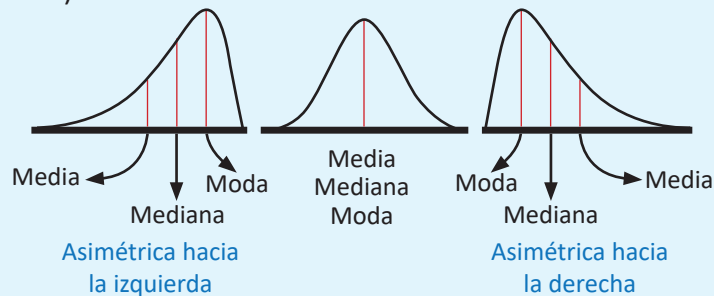 Media
Moda
Mediana
Asimétrica hacia
la izquierda
Media
Mediana
Moda
Moda
Media
Mediana
Asimétrica hacia
la derecha